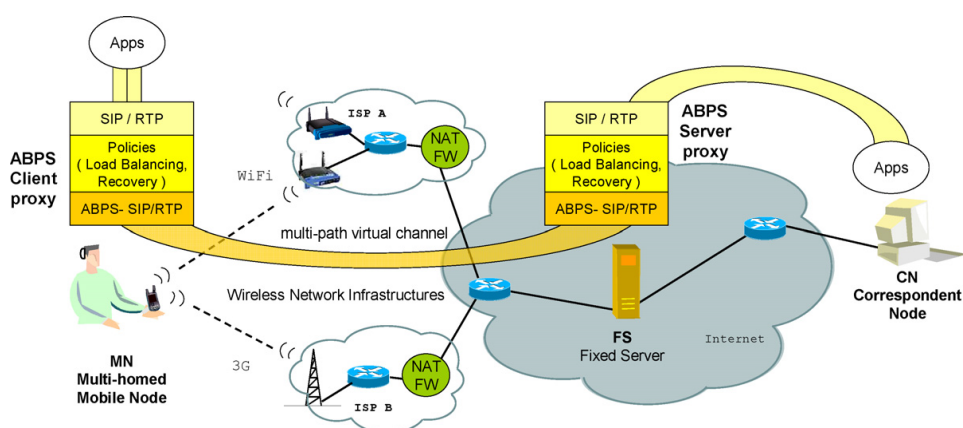 Apps
SIP / RTP
Policies
( Load Balancing,
Recovery )
ABPS- SIP/RTP
ABPS
Client
proxy
ISP A
NAT
FW
WiFi
multi-path virtual channel
Wireless Network Infrastructures
3G
NAT
FW
ISP B
MN
Multi-homed
Mobile Node
SIP / RTP
Policies
( Load Balancing,
Recovery )
ABPS- SIP/RTP
ABPS
Server
proxy
Apps
FS
Fixed Server
Internet
CN
Correspondent
Node